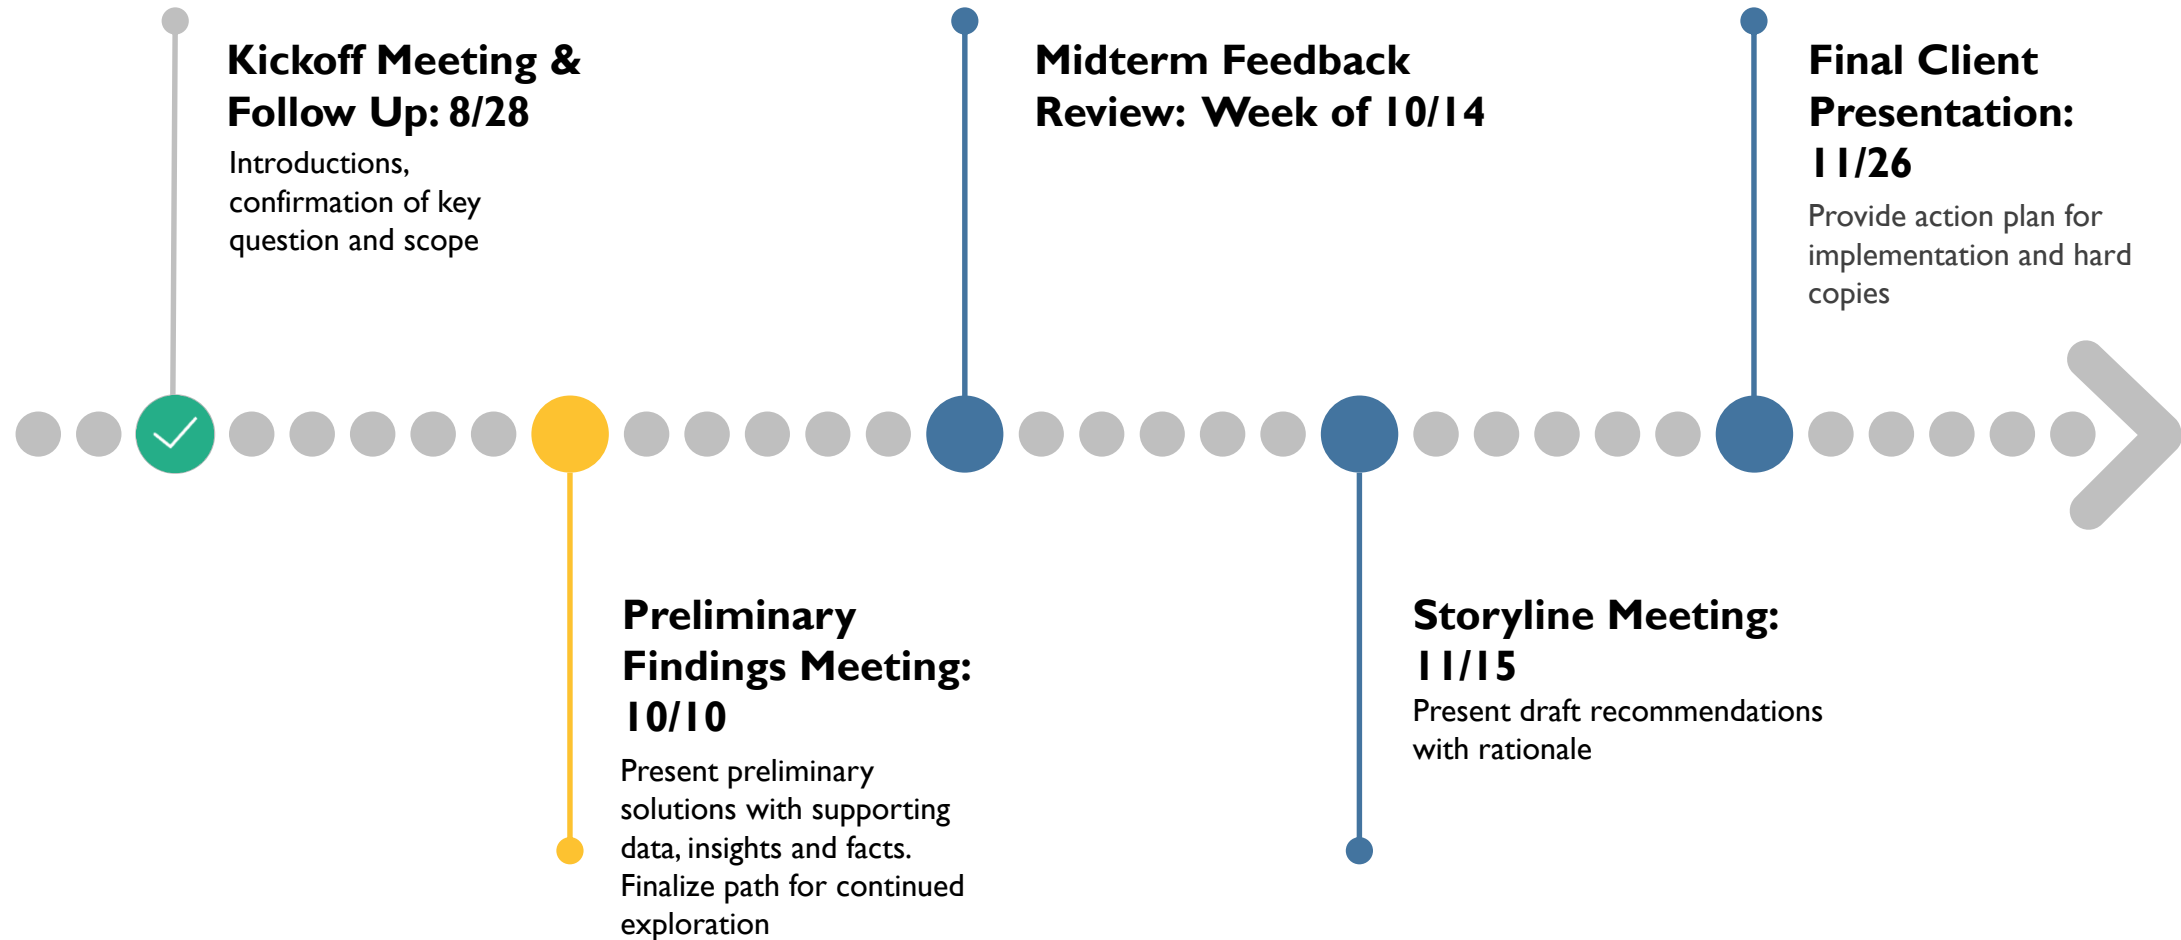 Kickoff Meeting &
Follow Up: 8/28
Introductions,
confirmation of key
question and scope
Midterm Feedback
Review: Week of 10/14
Final Client
Presentation:
11/26
Provide action plan for
implementation and hard
copies
Preliminary
Findings Meeting:
10/10
Present preliminary
solutions with supporting
data, insights and facts.
Finalize path for continued
exploration
Storyline Meeting:
11/15
Present draft recommendations
with rationale